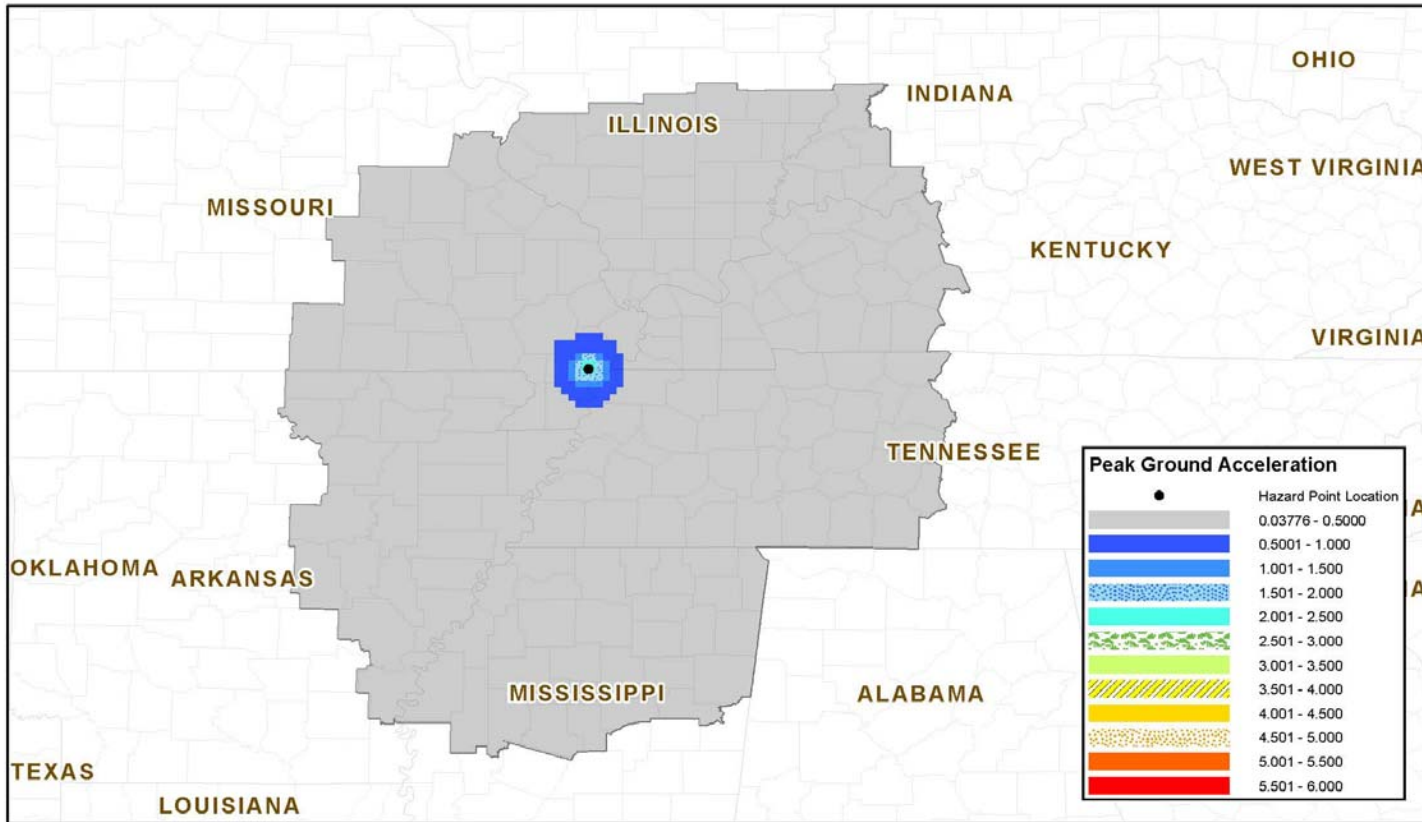 OHIO
INDIANA
ILLINOIS
WEST VIRGINIA
MISSOURI
KENTUCKY
VIRGINIA
TENNESSEE
OKLAHOMA
ARKANSAS
MISSISSIPPI
ALABAMA
TEXAS
LOUISIANA
Peak Ground Acceleration
Hazard Point Location
0.03776 - 0.5000
0.5001 - 1.000
1.001 - 1.500
1.501 - 2.000
2.001 - 2.500
2.501 - 3.000
3.001 - 3.500
3.501 - 4.000
4.001 - 4.500
4.501 - 5.000
5.001 - 5.500
5.501 - 6.000